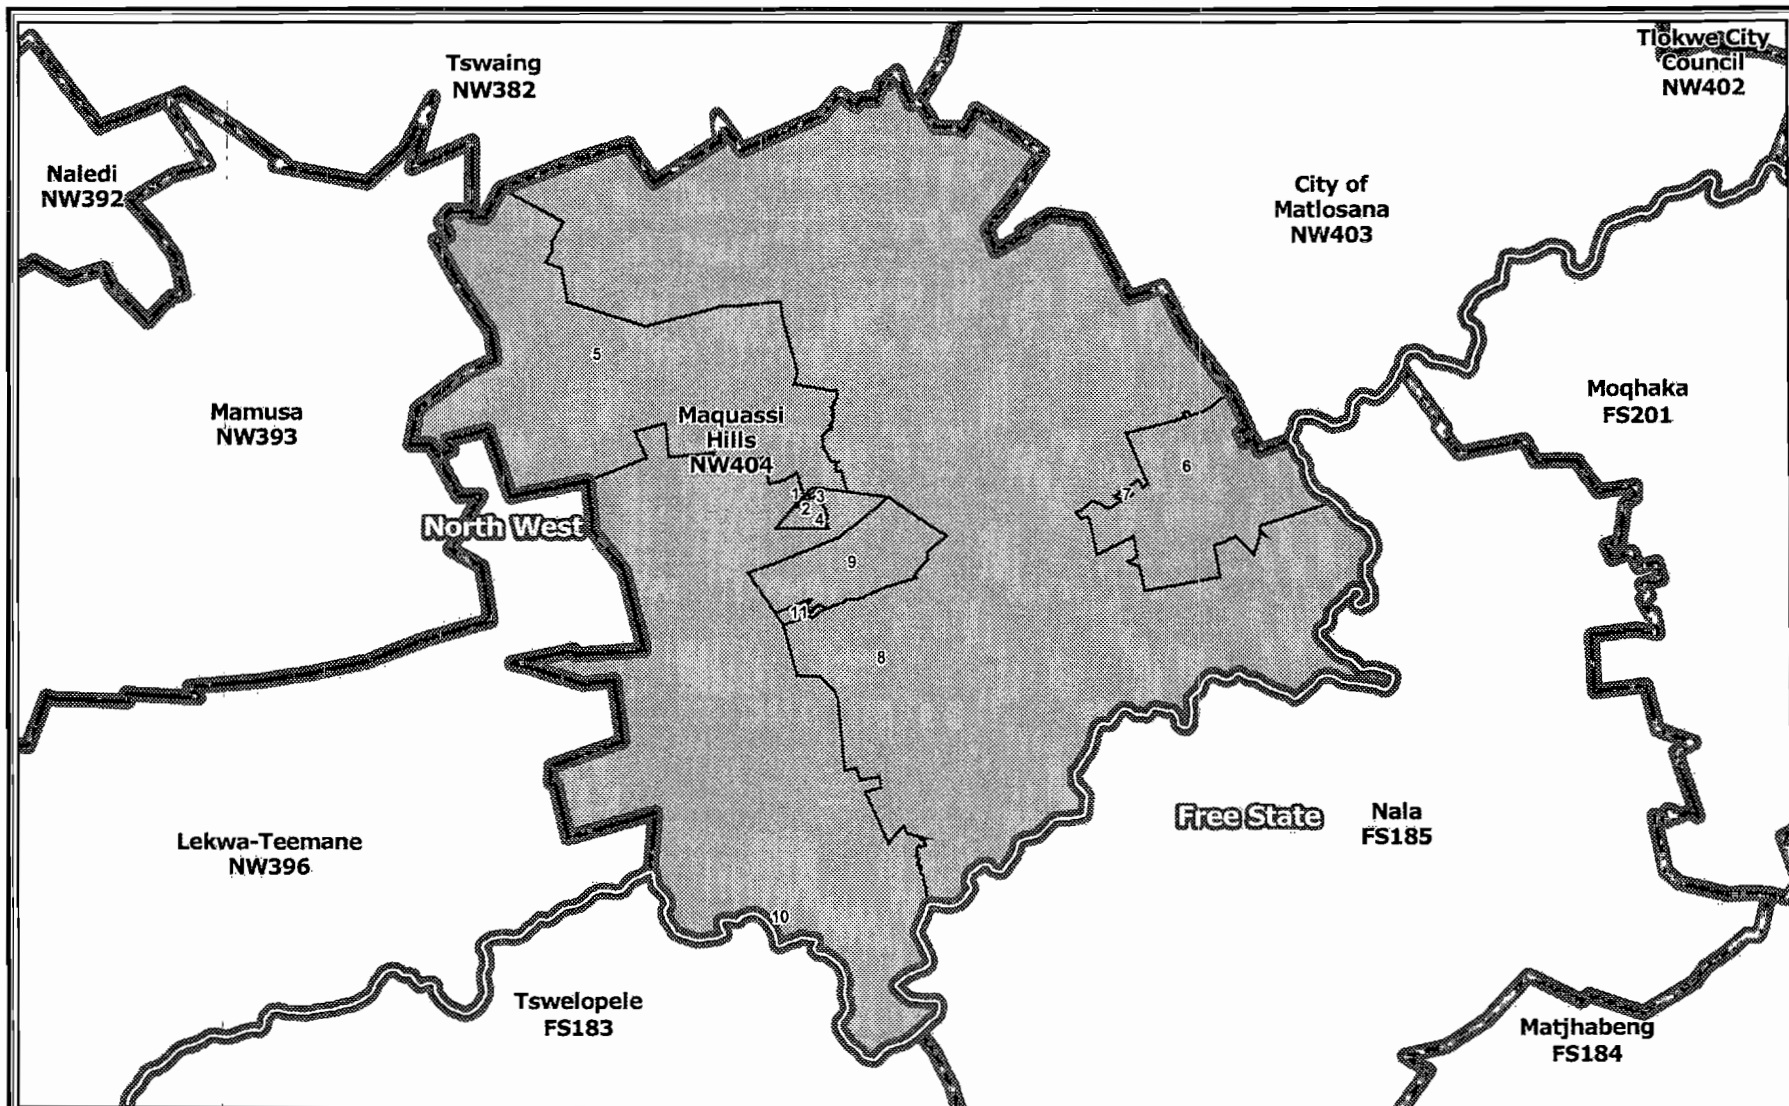 Tswaing
NW382
Tlokwe City
Council
NW402
Naledi
NW392
City of
Matlosana
NW403
Mamusa
NW393
5
Maquassi
Hills
NW404
Moqhaka
FS201
6
7
1
3
2
4
North West
9
11
8
Free State
Nala
FS185
Lekwa-Teemane
NW396
10
Tswelopele
FS183
Matjhabeng
FS184